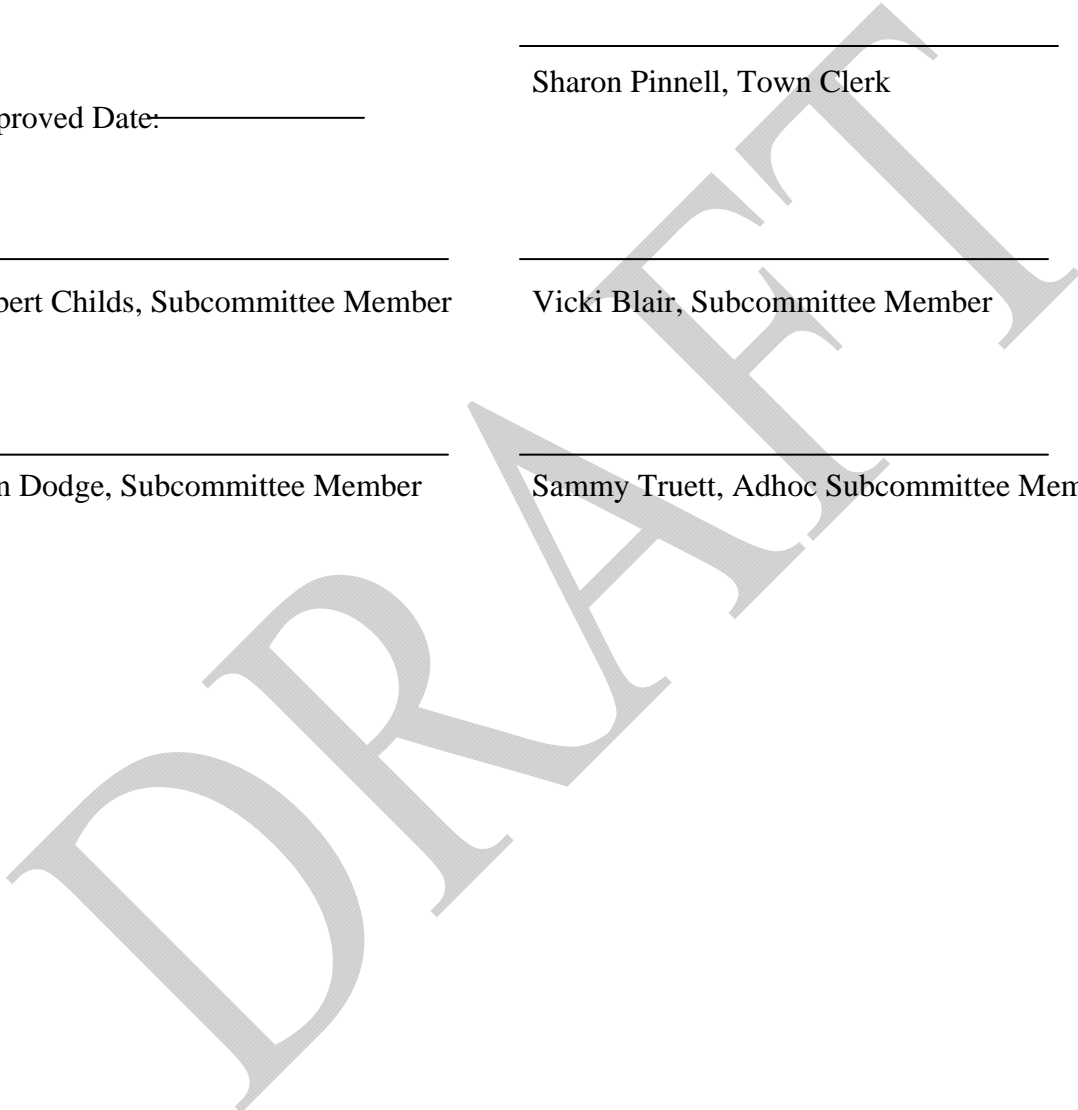 Sharon Pinnell, Town Clerk
proved Date:
bert Childs, Subcommittee Member Vicki Blair, Subcommittee Member
n Dodge, Subcommittee Member Sammy Truett, Adhoc Subcommittee Mem
DRAFT